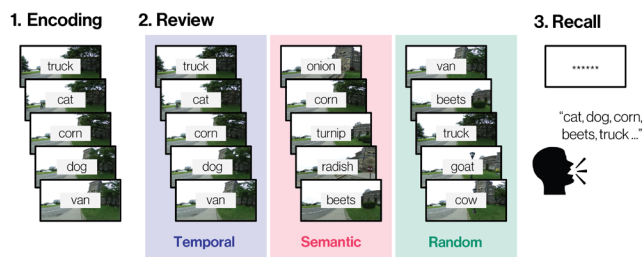 1. Encoding
truck
cat
corn
dog
van
2. Review
truck
cat
corn
dog
van
Temporal
onion
corn
turnip
radish
beets
Semantic
van
beets
truck
goat
cow
Random
3. Recall
******
“cat, dog, corn,
beets, truck ...”